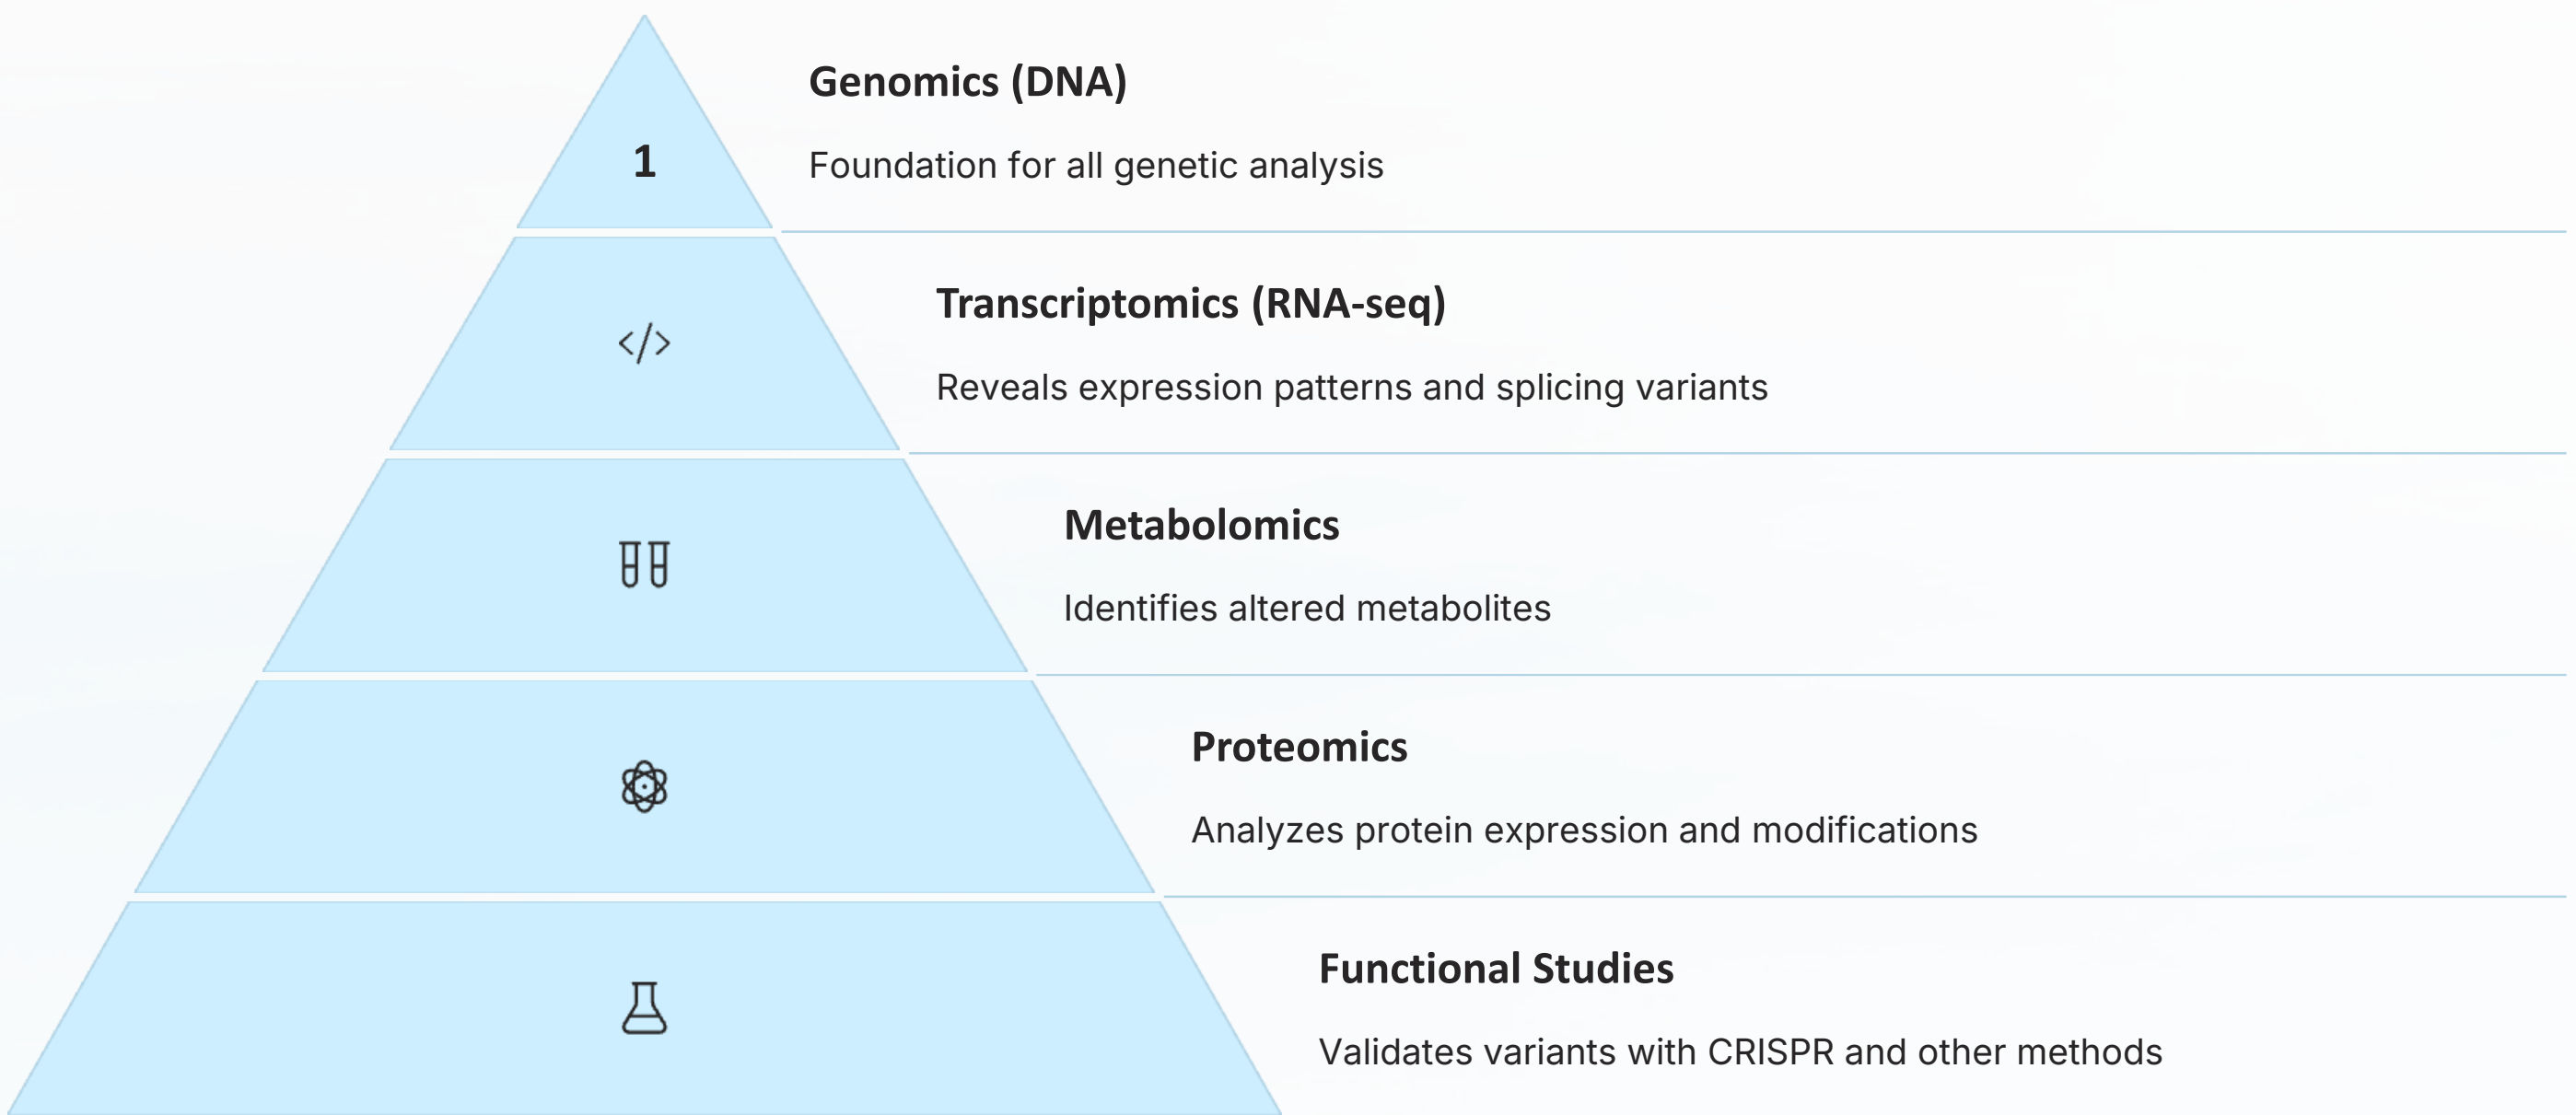 Genomics (DNA)
1
Foundation for all genetic analysis
Transcriptomics (RNA-seq)
</>
Reveals expression patterns and splicing variants
Metabolomics
Identifies altered metabolites
Proteomics
Analyzes protein expression and modifications
Functional Studies
Validates variants with CRISPR and other methods